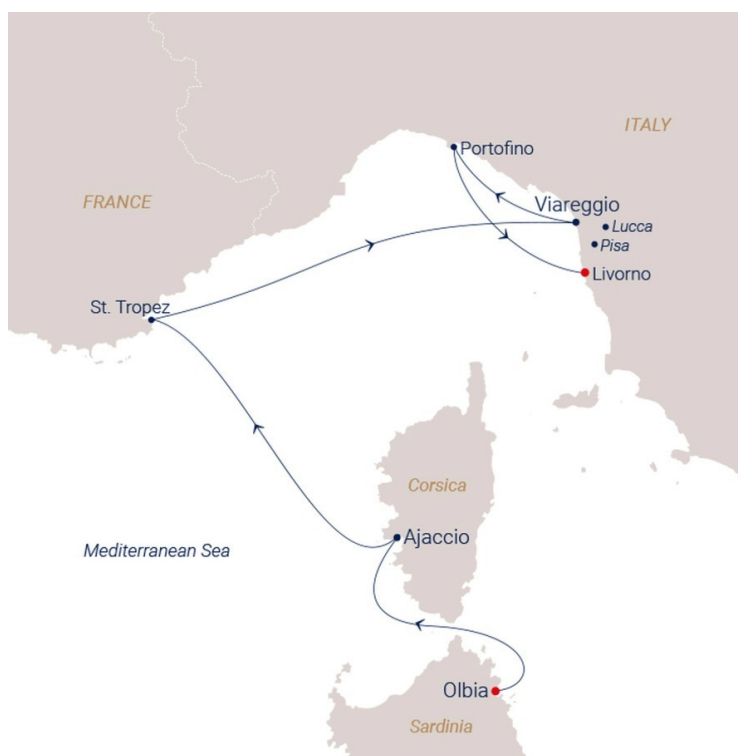 ITALY
Portofino
FRANCE
Viareggio
Lucca
Pisa
Livorno
St. Tropez
Corsica
Ajaccio
Mediterranean Sea
Olbia
Sardinia